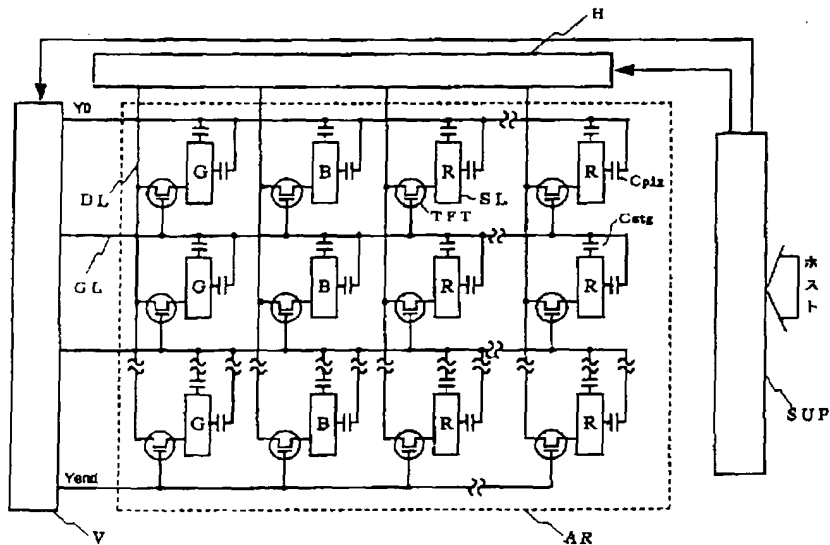 H
Y0
G
B
R
R
Cpix
DL
TFT
SL
Cstg
GL
G
B
R
R
ホスト
G
B
R
R
SUP
Yend
V
AR